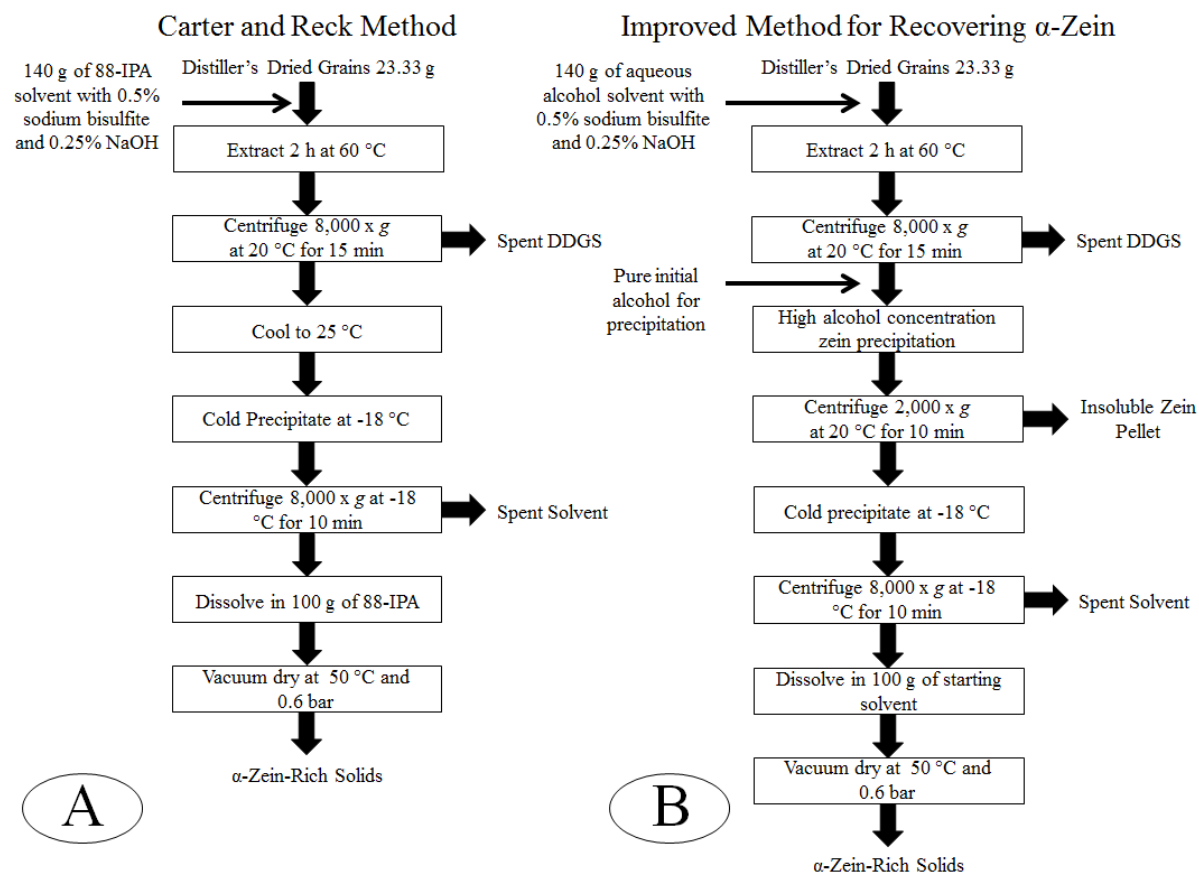 Carter and Reck Method
140 g of 88-IPA
solvent with 0.5%
sodium bisulfite
and 0.25% NaOH
Distiller's Dried Grains 23.33 g
Extract 2 h at 60 °C
Centrifuge 8,000 x g
at 20 °C for 15 min
Spent DDGS
Cool to 25 °C
Cold Precipitate at -18 °C
Centrifuge 8,000 x g at -18
°C for 10 min
Spent Solvent
Dissolve in 100 g of 88-IPA
Vacuum dry at 50 °C and
0.6 bar
α-Zein-Rich Solids
A
Improved Method for Recovering α-Zein
140 g of aqueous
alcohol solvent with
0.5% sodium bisulfite
and 0.25% NaOH
Distiller's Dried Grains 23.33 g
Extract 2 h at 60 °C
Centrifuge 8,000 x g
at 20 °C for 15 min
Spent DDGS
Pure initial
alcohol for
precipitation
High alcohol concentration
zein precipitation
Centrifuge 2,000 x g
at 20 °C for 10 min
Insoluble Zein
Pellet
Cold precipitate at -18 °C
Centrifuge 8,000 x g at -18
°C for 10 min
Spent Solvent
Dissolve in 100 g of starting
solvent
Vacuum dry at 50 °C and
0.6 bar
α-Zein-Rich Solids
B